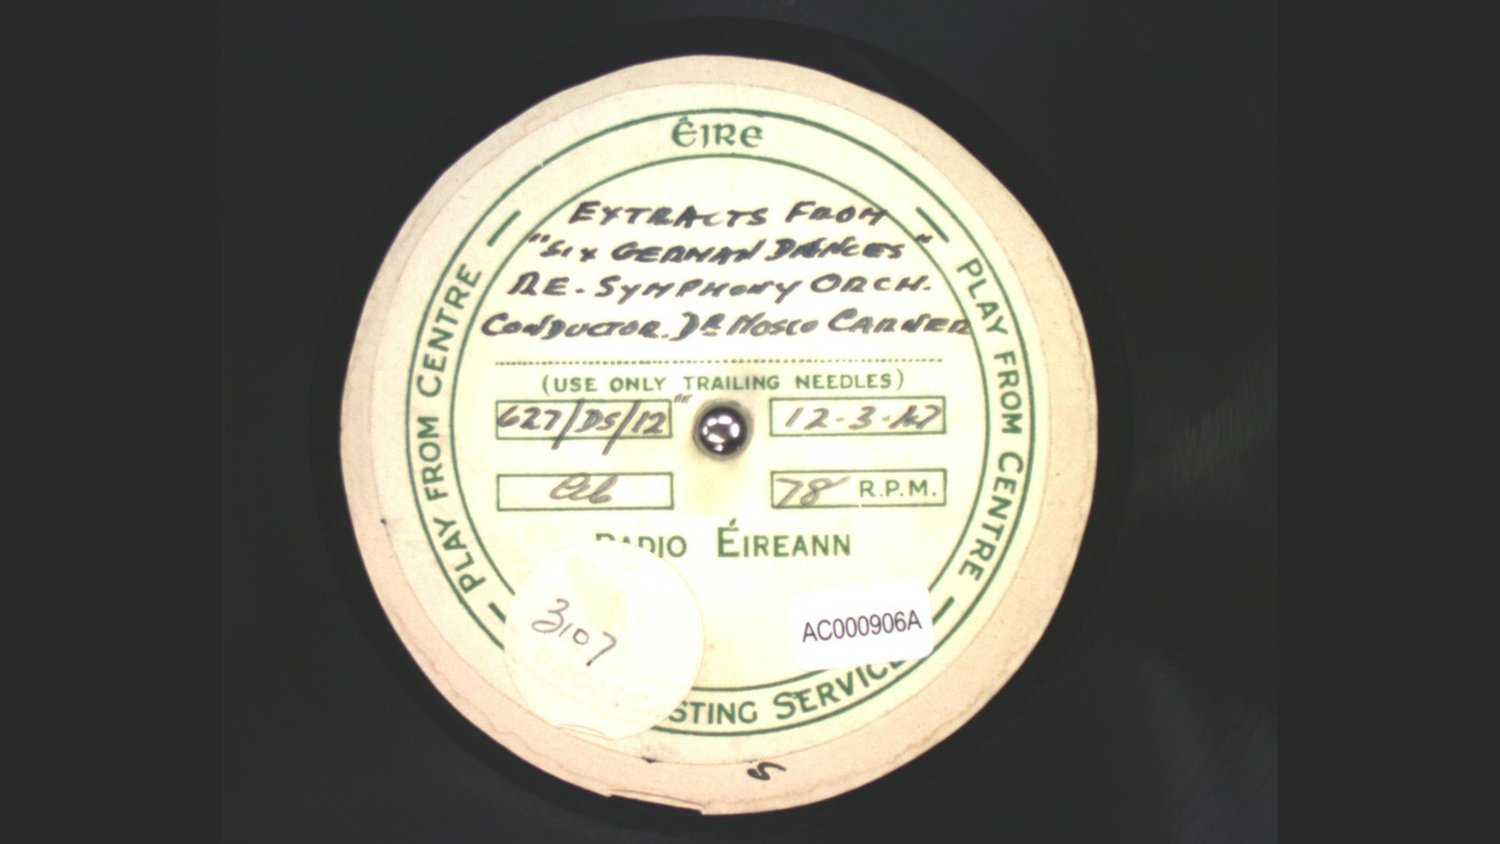 ÉIRe
EXTRACTS FROM
"SIX GERMAN DANCES"
RE. SYMPHONY ORCH.
CONDUCTOR. DR MOSCO CARNER
(USE ONLY TRAILING NEEDLES)
627/DS/12"
12-3-47
78 R.P.M.
RADIO ÉIREANN
3107
AC000906A
STING SERVICE
PLAY FROM CENTRE
PLAY FROM CENTRE